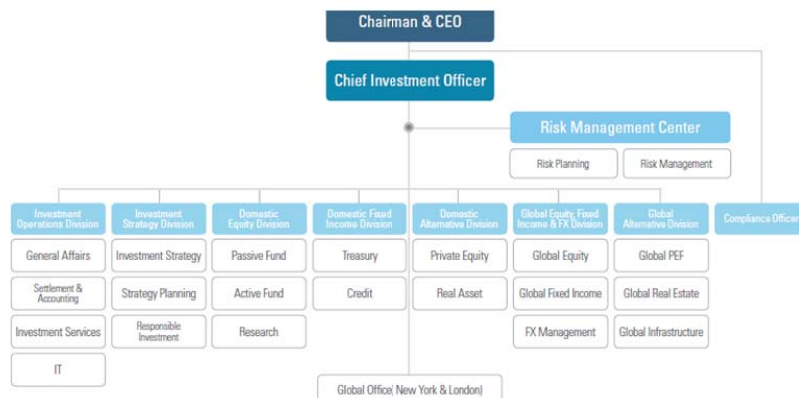 Chairman & CEO
Chief Investment Officer
Risk Management Center
Risk Planning
Risk Management
Investment
Operations Division
Investment
Strategy Division
Domestic
Equity Division
Domestic Fixed
Income Division
Domestic
Alternative Division
Global Equity, Fixed
Income & FX Division
Global
Alternative Division
Compliance Officer
General Affairs
Investment Strategy
Passive Fund
Treasury
Private Equity
Global Equity
Global PEF
Settlement &
Accounting
Strategy Planning
Active Fund
Credit
Real Asset
Global Fixed Income
Global Real Estate
Investment Services
Responsible
Investment
Research
FX Management
Global Infrastructure
IT
Global Office( New York & London)